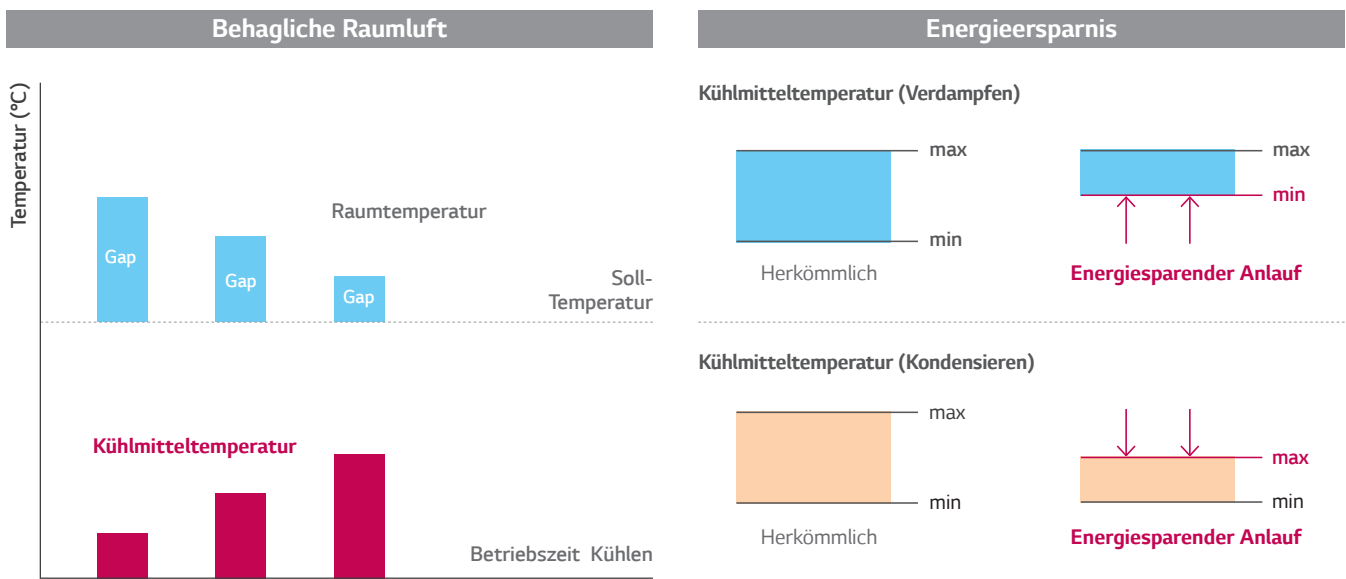 Behagliche Raumluft
Temperatur (°C)
Gap
Gap
Gap
Raumtemperatur
Soll-
Temperatur
Kühlmitteltemperatur
Betriebszeit Kühlen
Energieersparnis
Kühlmitteltemperatur (Verdampfen)
max
min
Herkömmlich
max
min
Energiesparender Anlauf
Kühlmitteltemperatur (Kondensieren)
max
min
Herkömmlich
max
min
Energiesparender Anlauf